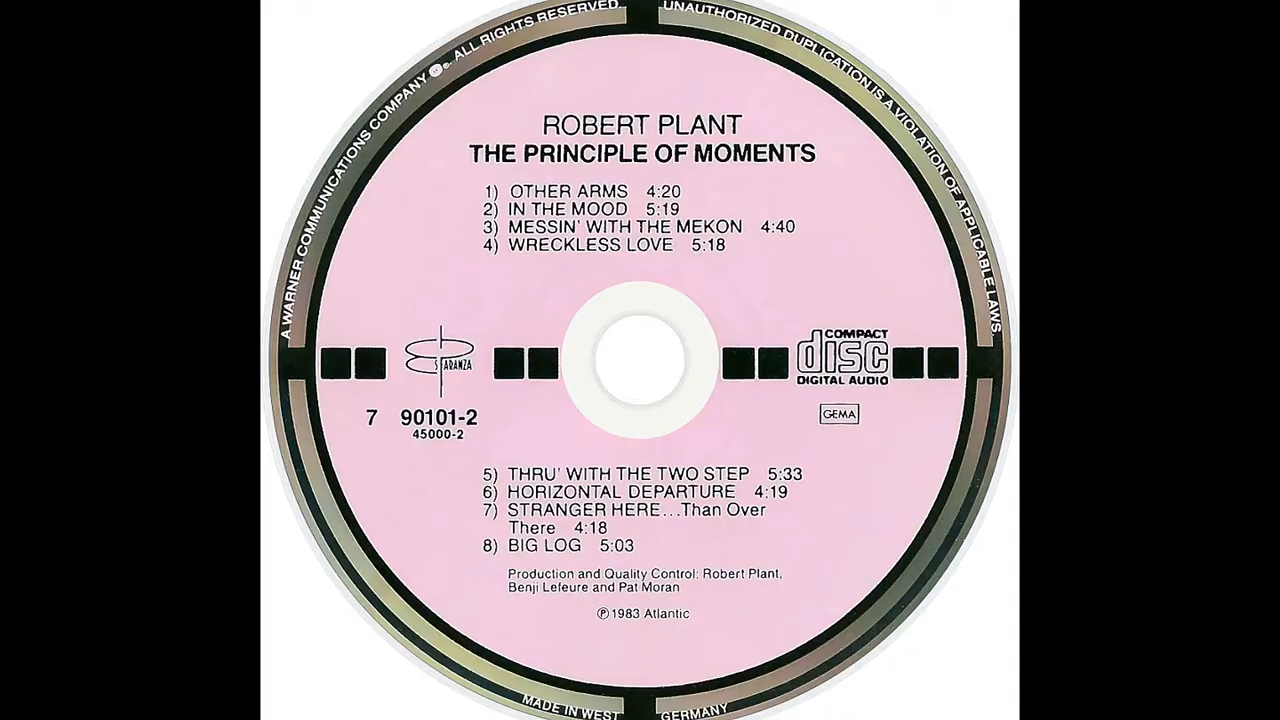 A WARNER COMMUNICATIONS COMPANY ℗©. ALL RIGHTS RESERVED.
UNAUTHORIZED DUPLICATION IS A VIOLATION OF APPLICABLE LAWS
ROBERT PLANT
THE PRINCIPLE OF MOMENTS
1) OTHER ARMS 4:20
2) IN THE MOOD 5:19
3) MESSIN' WITH THE MEKON 4:40
4) WRECKLESS LOVE 5:18
ESPARANZA
COMPACT
disc
DIGITAL AUDIO
7 90101-2
45000-2
GEMA
5) THRU' WITH THE TWO STEP 5:33
6) HORIZONTAL DEPARTURE 4:19
7) STRANGER HERE...Than Over
There 4:18
8) BIG LOG 5:03
Production and Quality Control: Robert Plant,
Benji Lefeure and Pat Moran
℗ 1983 Atlantic
MADE IN WEST GERMANY